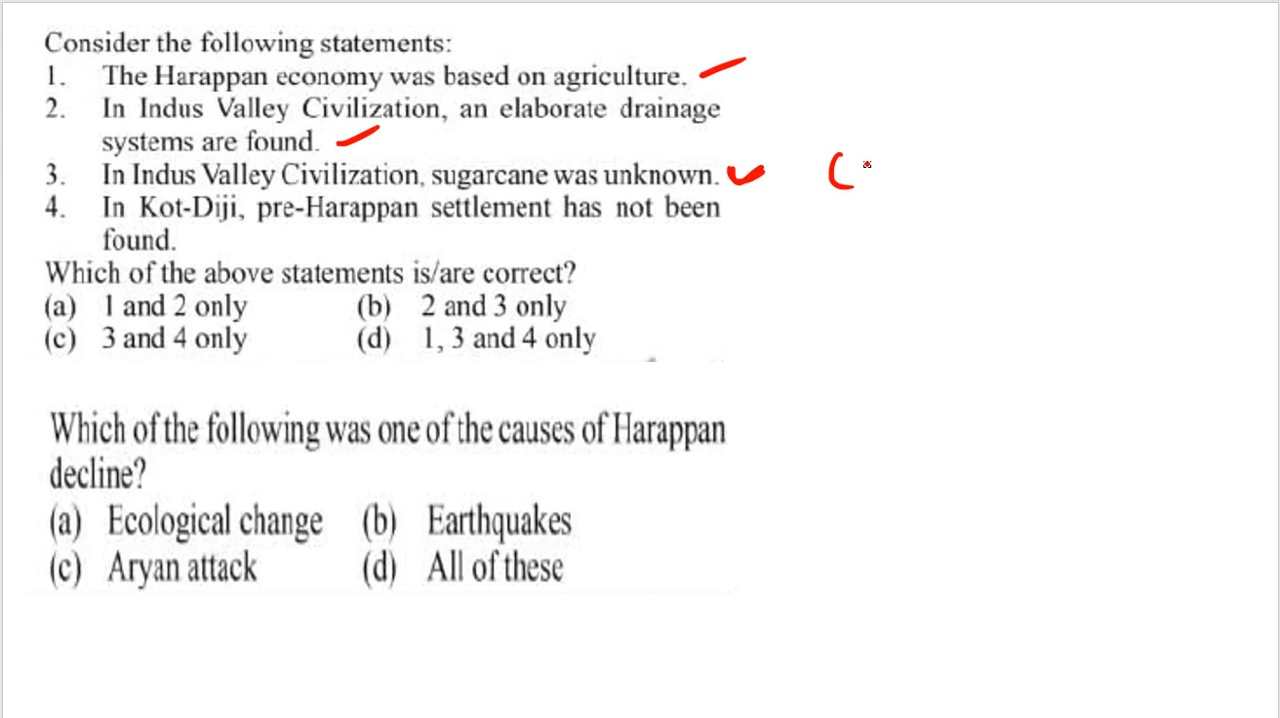 Consider the following statements:
1. The Harappan economy was based on agriculture.
2. In Indus Valley Civilization, an elaborate drainage
systems are found.
3. In Indus Valley Civilization, sugarcane was unknown. (
4. In Kot-Diji, pre-Harappan settlement has not been
found.
Which of the above statements is/are correct?
(a) 1 and 2 only (b) 2 and 3 only
(c) 3 and 4 only (d) 1, 3 and 4 only
Which of the following was one of the causes of Harappan
decline?
(a) Ecological change (b) Earthquakes
(c) Aryan attack (d) All of these